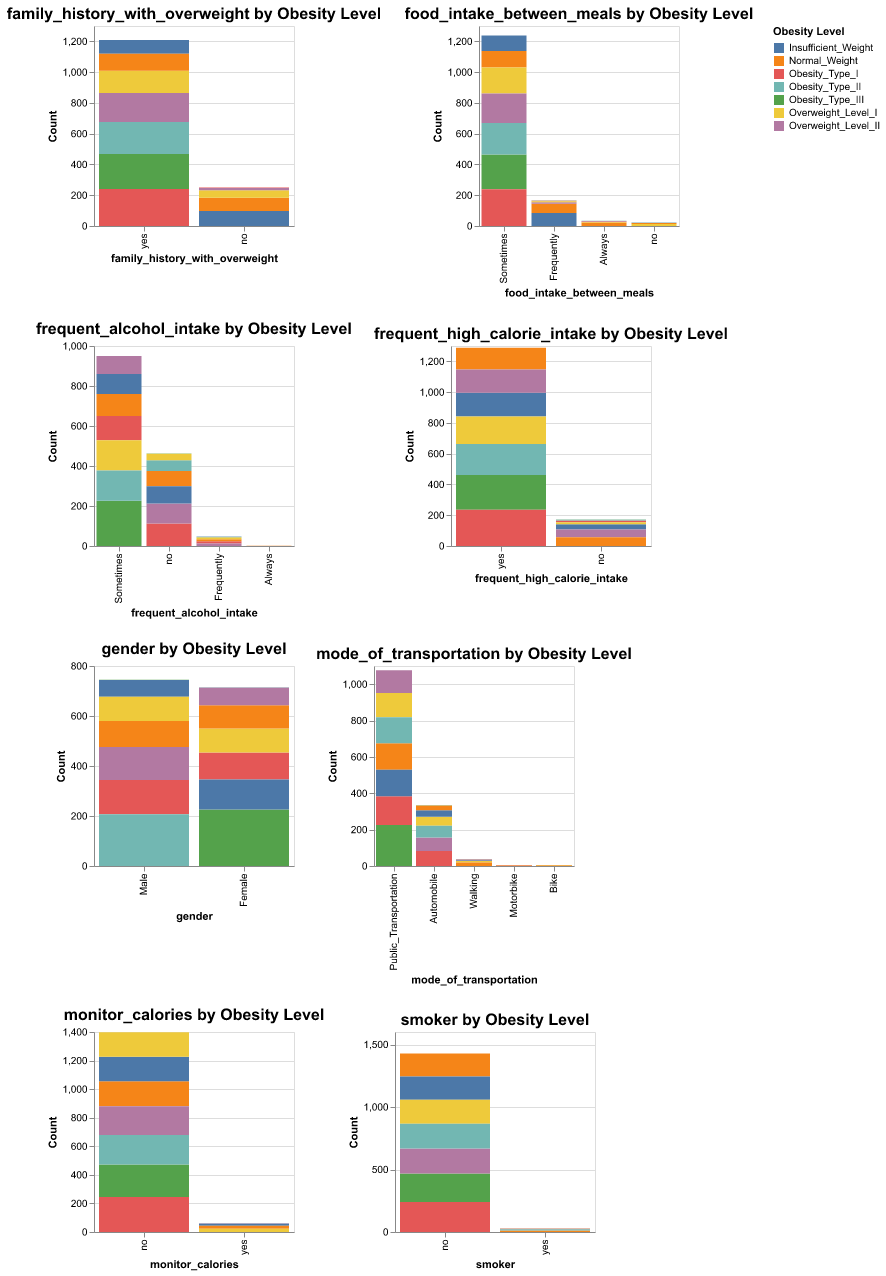 family_history_with_overweight by Obesity Level
1,200
1,000
800
600
400
200
0
Count
yes
no
family_history_with_overweight
food_intake_between_meals by Obesity Level
1,200
1,000
800
600
400
200
0
Count
Sometimes
Frequently
Always
no
food_intake_between_meals
Obesity Level
Insufficient_Weight
Normal_Weight
Obesity_Type_I
Obesity_Type_II
Obesity_Type_III
Overweight_Level_I
Overweight_Level_II
frequent_alcohol_intake by Obesity Level
1,000
800
600
400
200
0
Count
Sometimes
no
Frequently
Always
frequent_alcohol_intake
frequent_high_calorie_intake by Obesity Level
1,200
1,000
800
600
400
200
0
Count
yes
no
frequent_high_calorie_intake
gender by Obesity Level
800
600
400
200
0
Count
Male
Female
gender
mode_of_transportation by Obesity Level
1,000
800
600
400
200
0
Count
Public_Transportation
Automobile
Walking
Motorbike
Bike
mode_of_transportation
monitor_calories by Obesity Level
1,400
1,200
1,000
800
600
400
200
0
Count
no
yes
monitor_calories
smoker by Obesity Level
1,500
1,000
500
0
Count
no
yes
smoker